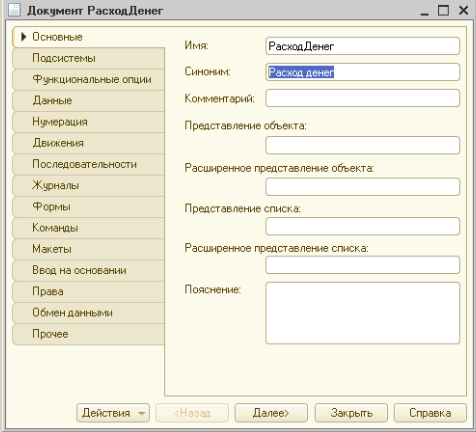 Документ РасходДенег
Основные
Подсистемы
Функциональные опции
Данные
Нумерация
Движения
Последовательности
Журналы
Формы
Команды
Макеты
Ввод на основании
Права
Обмен данными
Прочее
Имя: РасходДенег
Синоним: Расход денег
Комментарий:
Представление объекта:
Расширенное представление объекта:
Представление списка:
Расширенное представление списка:
Пояснение:
Действия <Назад Далее> Закрыть Справка